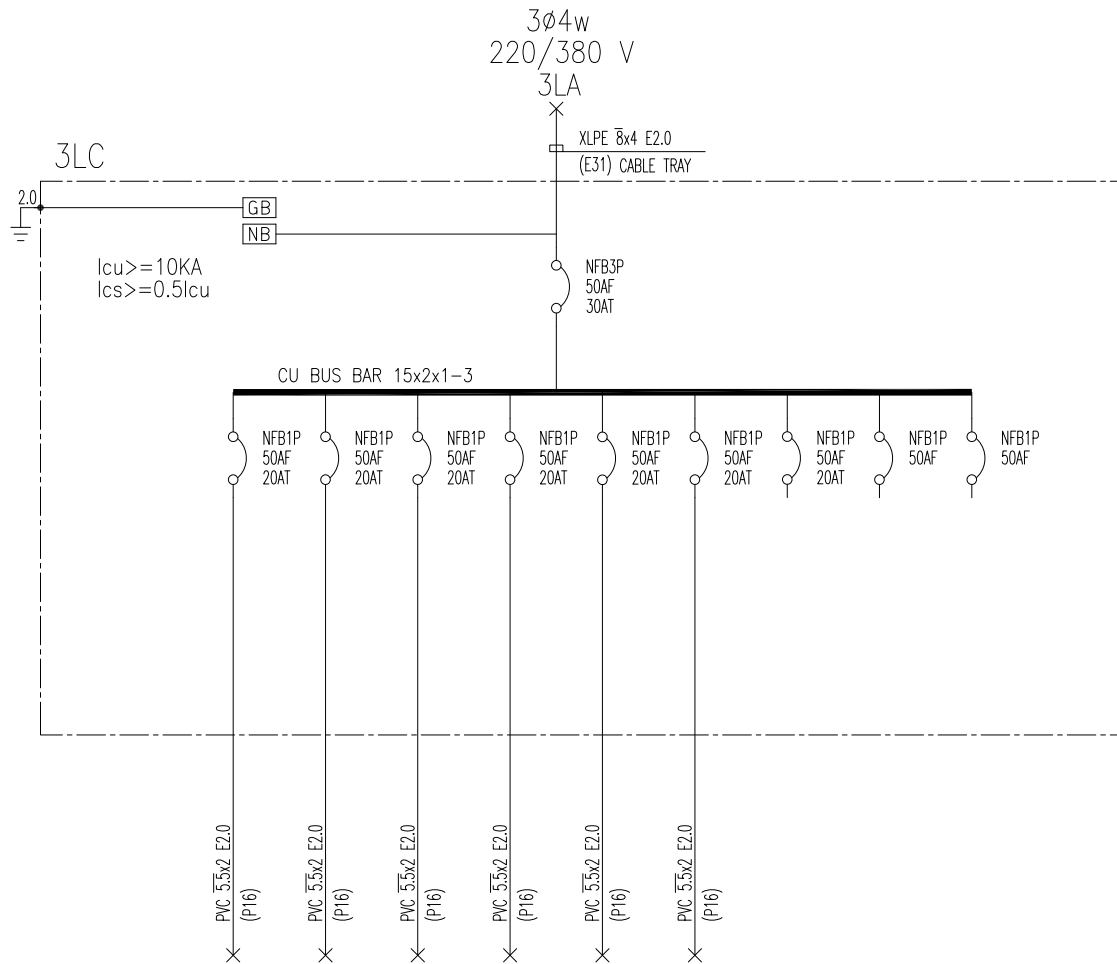 3ø4w
220/380 V
3LA
XLPE 8x4 E2.0
(E31) CABLE TRAY
3LC
2.0
GB
NB
Icu>=10KA
Ics>=0.5Icu
NFB3P
50AF
30AT
CU BUS BAR 15x2x1-3
NFB1P
50AF
20AT
NFB1P
50AF
20AT
NFB1P
50AF
20AT
NFB1P
50AF
20AT
NFB1P
50AF
20AT
NFB1P
50AF
20AT
NFB1P
50AF
20AT
NFB1P
50AF
NFB1P
50AF
PVC 5.5x2 E2.0
(P16)
PVC 5.5x2 E2.0
(P16)
PVC 5.5x2 E2.0
(P16)
PVC 5.5x2 E2.0
(P16)
PVC 5.5x2 E2.0
(P16)
PVC 5.5x2 E2.0
(P16)